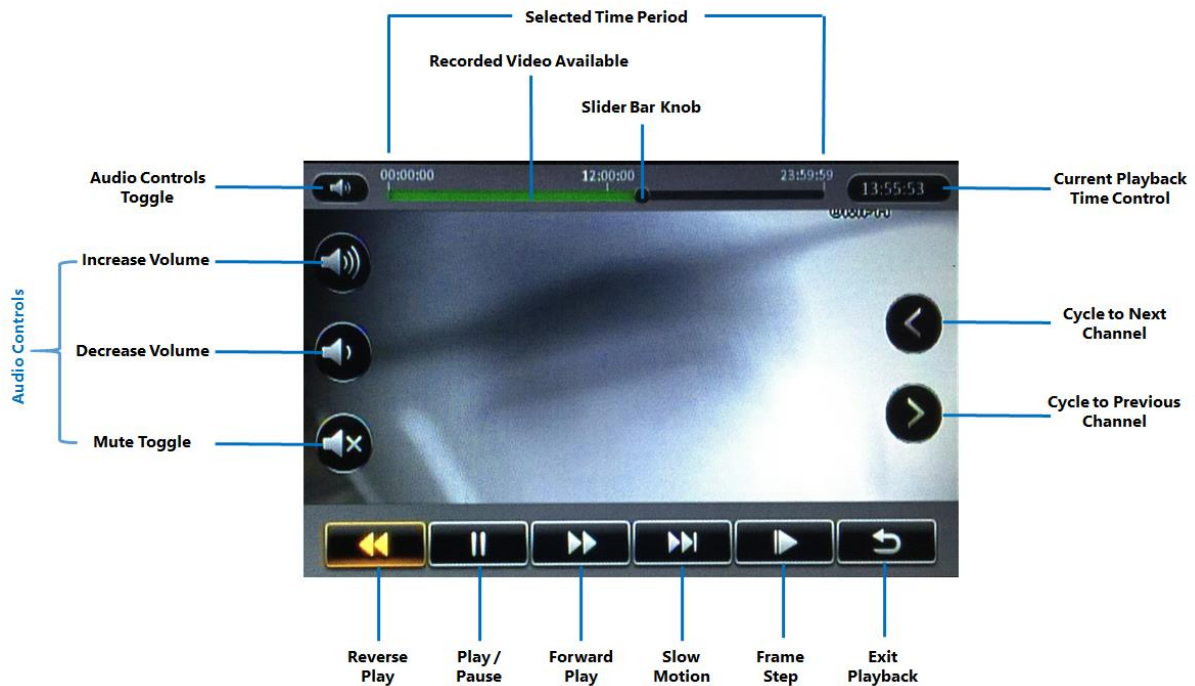 Selected Time Period
Recorded Video Available
Slider Bar Knob
Audio Controls
Toggle
00:00:00
12:00:00
23:59:59
13:55:53
Current Playback
Time Control
0MPH
Audio Controls
Increase Volume
Decrease Volume
Mute Toggle
Cycle to Next
Channel
Cycle to Previous
Channel
Reverse
Play
Play /
Pause
Forward
Play
Slow
Motion
Frame
Step
Exit
Playback